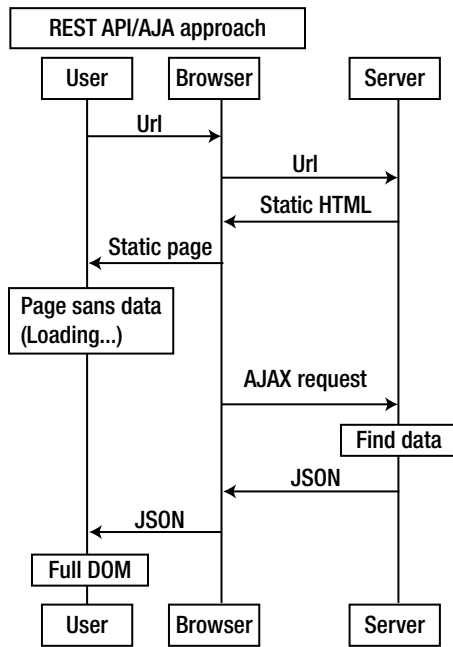 REST API/AJA approach
User
Browser
Server
Url
Url
Static HTML
Static page
Page sans data
(Loading...)
AJAX request
Find data
JSON
JSON
Full DOM
User
Browser
Server